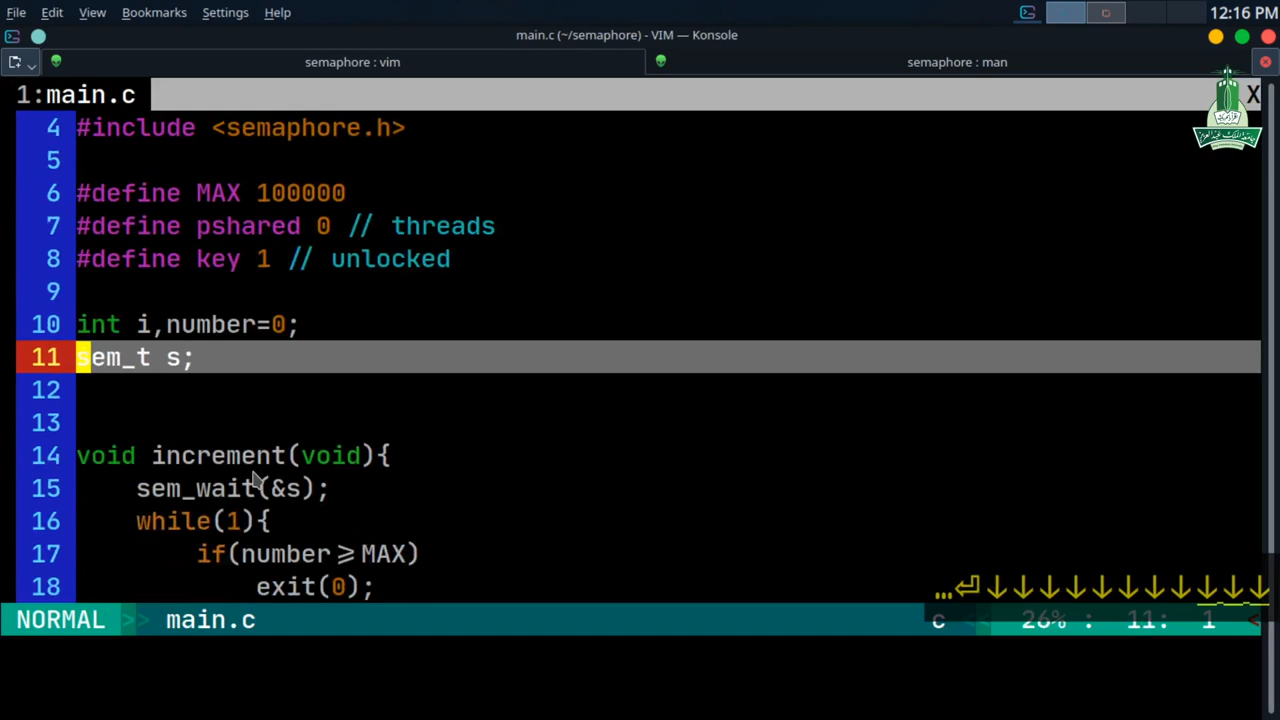 File Edit View Bookmarks Settings Help 12:16 PM
main.c (~/semaphore) - VIM — Konsole
semaphore : vim semaphore : man
1:main.c X
4 #include <semaphore.h>
5
6 #define MAX 100000
7 #define pshared 0 // threads
8 #define key 1 // unlocked
9
10 int i,number=0;
11 sem_t s;
12
13
14 void increment(void){
15 sem_wait(&s);
16 while(1){
17 if(number>=MAX)
18 exit(0);
…⏎↓↓↓↓↓↓↓↓↓↓↓
NORMAL >> main.c c << 26% : 11: 1 <
جامعة الملك عبدالعزيز